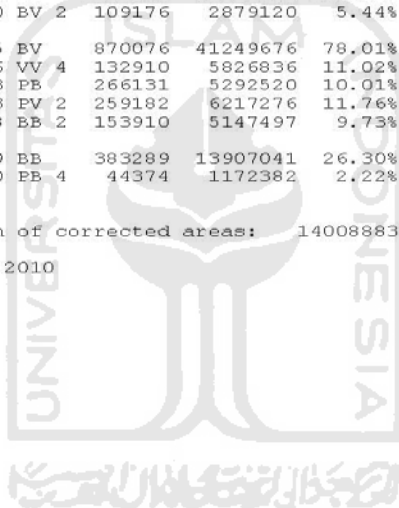 BV 2 109176 2879120 5.44%
BV 870076 41249676 78.01%
VV 4 132910 5826836 11.02%
PB 266131 5292520 10.01%
PV 2 259182 6217276 11.76%
BB 2 153910 5147497 9.73%
BB 383289 13907041 26.30%
PB 4 44374 1172382 2.22%
of corrected areas: 14008883
2010
ISLAM
UNIVERSITAS
INDONESIA